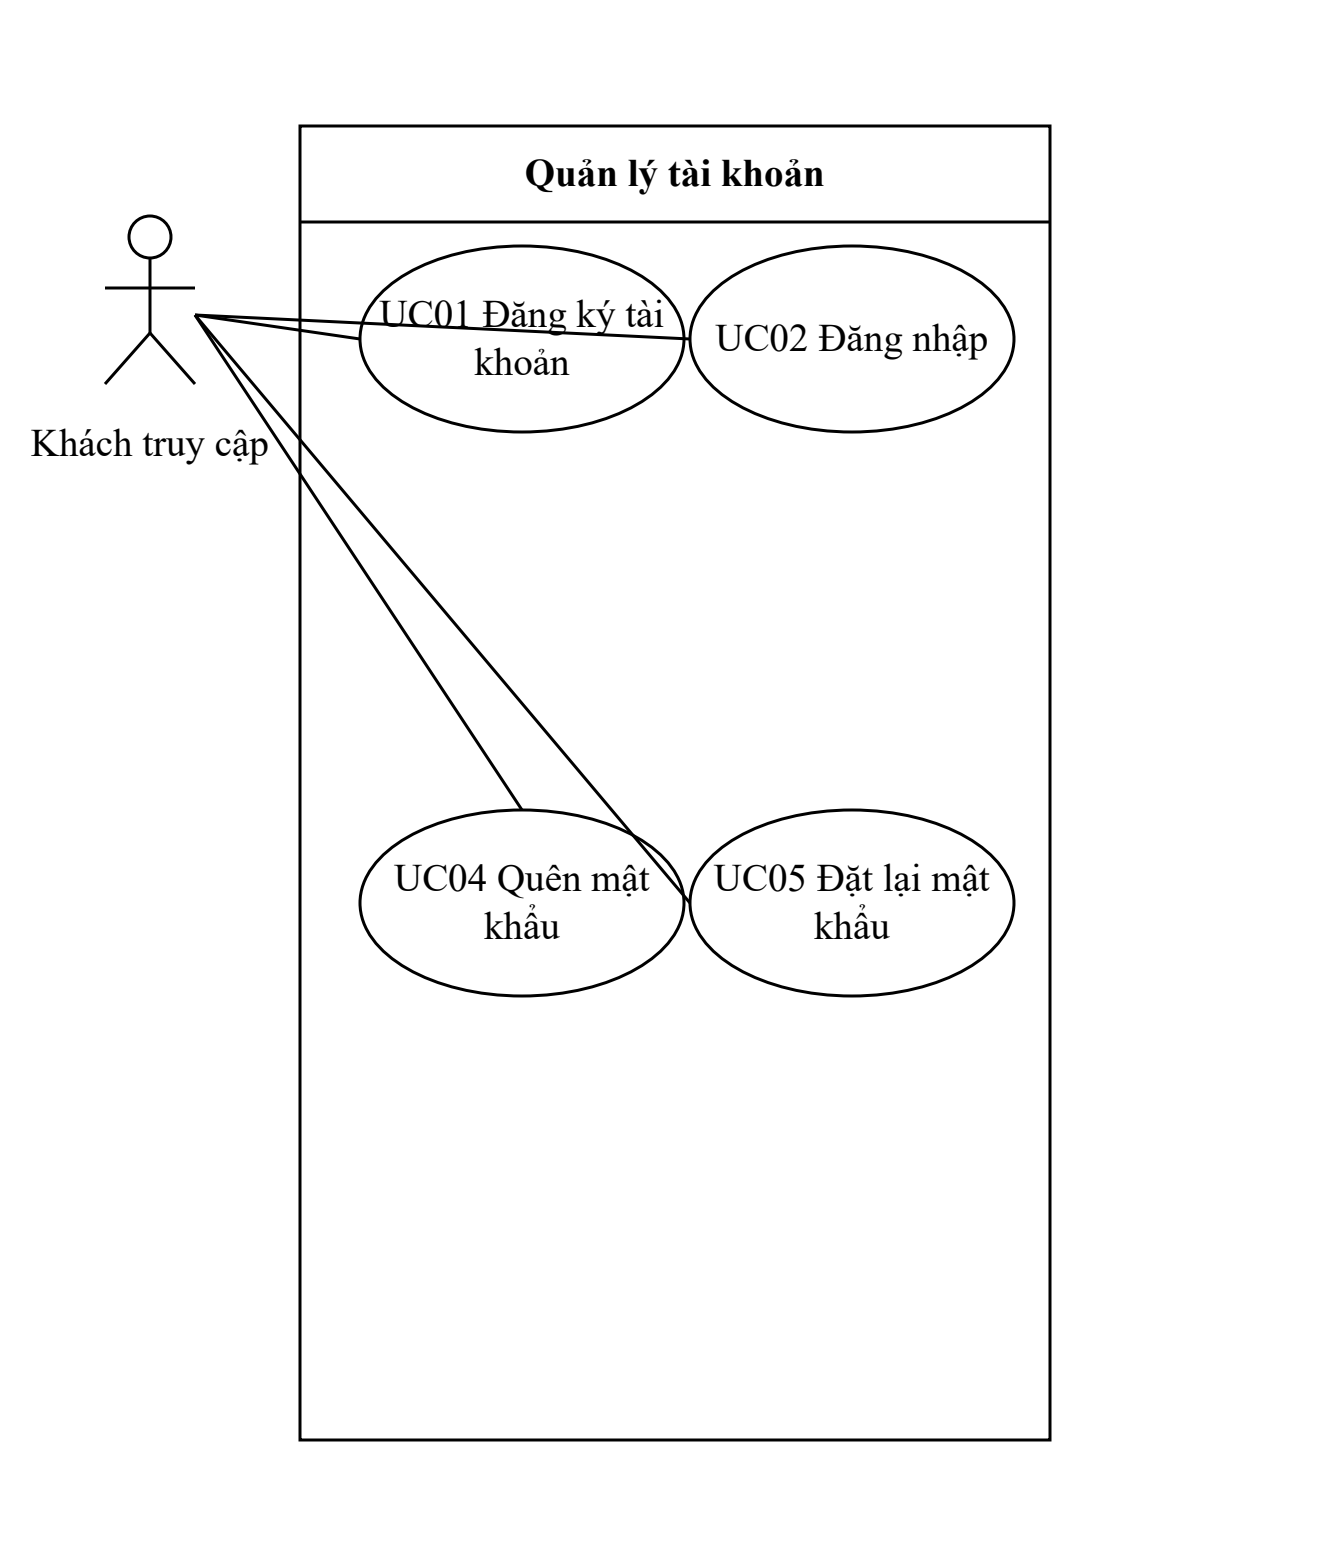 Quản lý tài khoản
UC01 Đăng ký tài
khoản
UC02 Đăng nhập
Khách truy cập
UC04 Quên mật
khẩu
UC05 Đặt lại mật
khẩu